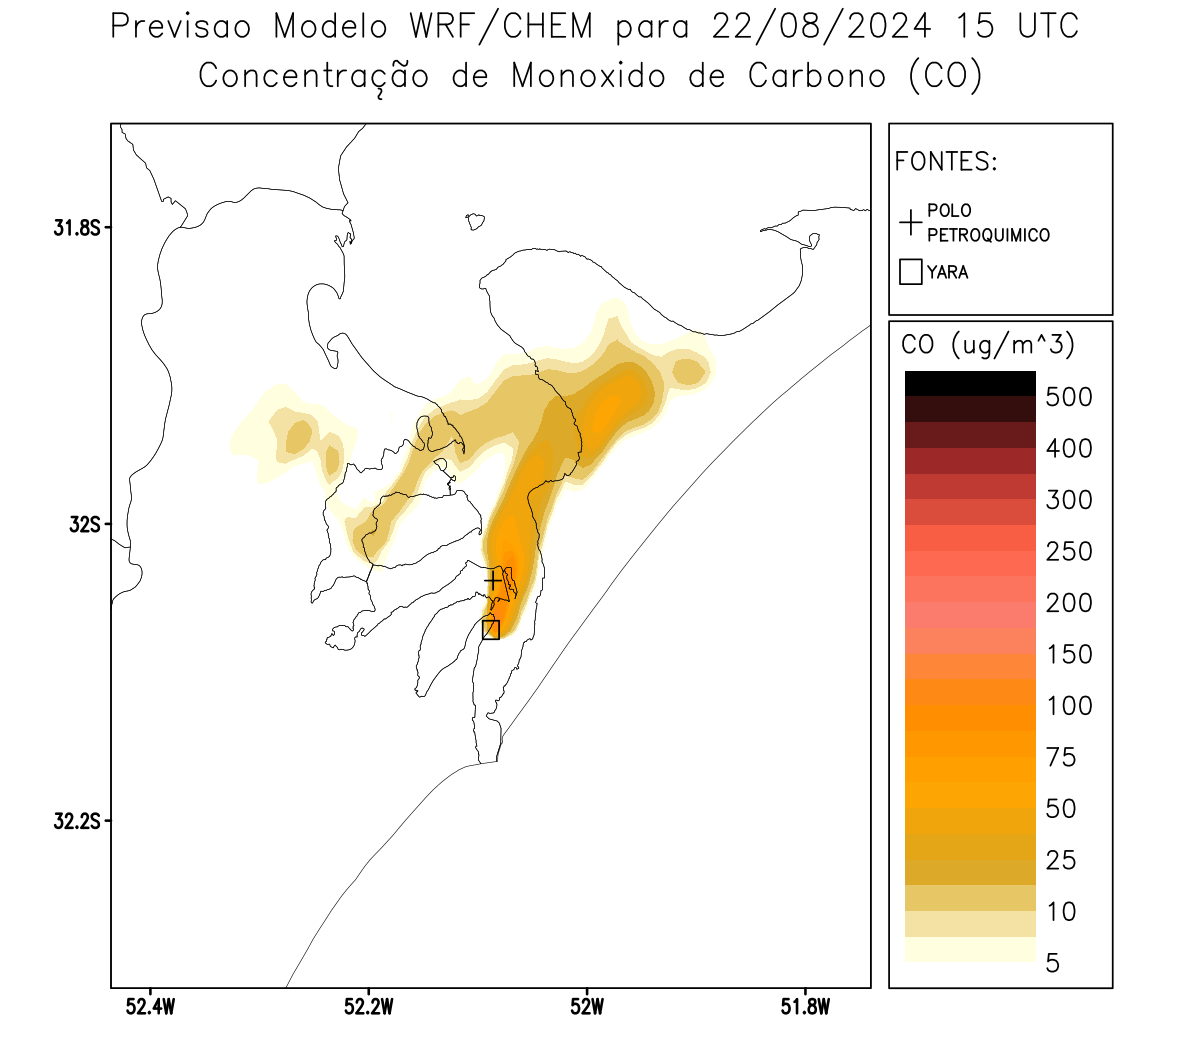 Previsao Modelo WRF/CHEM para 22/08/2024 15 UTC
Concentração de Monoxido de Carbono (CO)
FONTES:
POLO
PETROQUIMICO
YARA
CO (ug/m^3)
500
400
300
250
200
150
100
75
50
25
10
5
31.8S
32S
32.2S
52.4W
52.2W
52W
51.8W